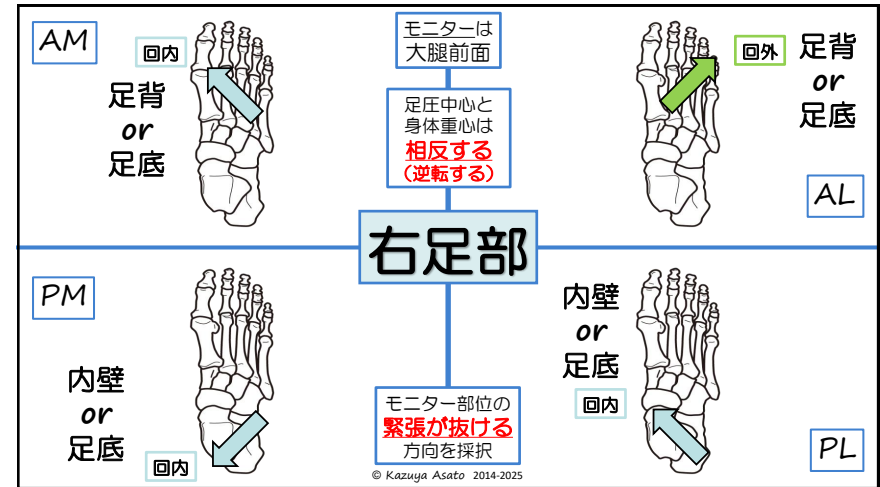 AM
回内
足背
or
足底
モニターは
大腿前面
足圧中心と
身体重心は
相反する
(逆転する)
回外
足背
or
足底
AL
右足部
PM
内壁
or
足底
回内
モニター部位の
緊張が抜ける
方向を採択
© Kazuya Asato 2014-2025
内壁
or
足底
回内
PL